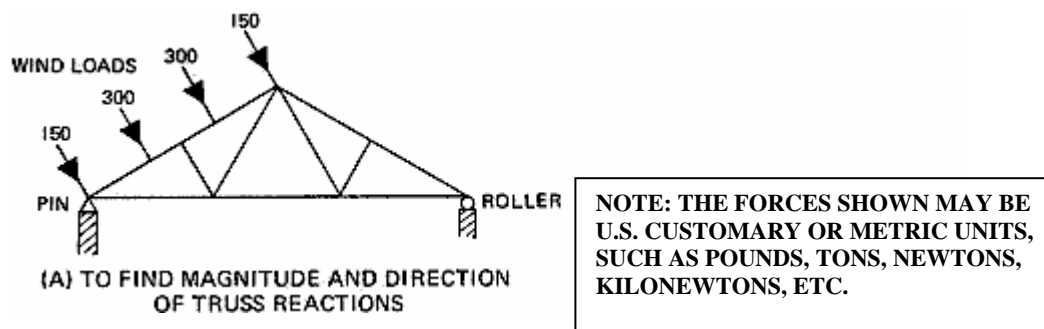 150
300
WIND LOADS
300
150
PIN
ROLLER
(A) TO FIND MAGNITUDE AND DIRECTION
OF TRUSS REACTIONS
NOTE: THE FORCES SHOWN MAY BE
U.S. CUSTOMARY OR METRIC UNITS,
SUCH AS POUNDS, TONS, NEWTONS,
KILONEWTONS, ETC.